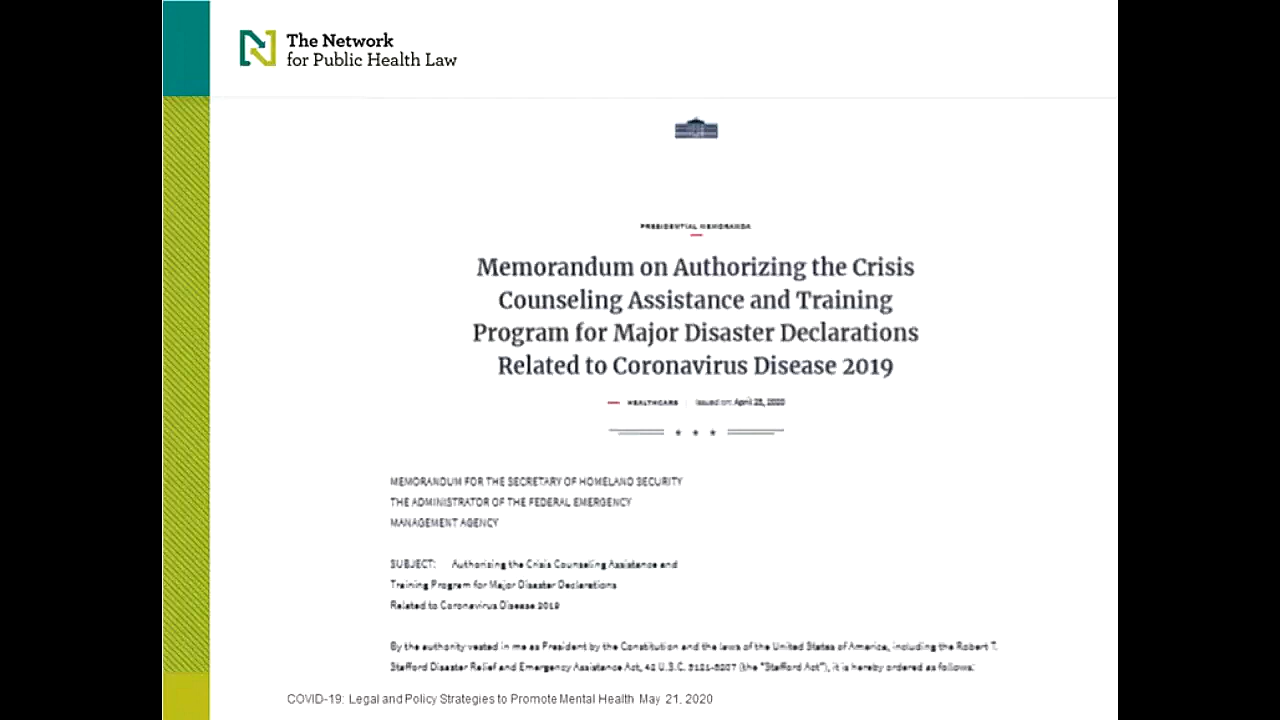 The Network
for Public Health Law
PRESIDENTIAL MEMORANDA
Memorandum on Authorizing the Crisis
Counseling Assistance and Training
Program for Major Disaster Declarations
Related to Coronavirus Disease 2019
HEALTHCARE Issued on: April 28, 2020
MEMORANDUM FOR THE SECRETARY OF HOMELAND SECURITY
THE ADMINISTRATOR OF THE FEDERAL EMERGENCY
MANAGEMENT AGENCY
SUBJECT: Authorizing the Crisis Counseling Assistance and
Training Program for Major Disaster Declarations
Related to Coronavirus Disease 2019
By the authority vested in me as President by the Constitution and the laws of the United States of America, including the Robert T.
Stafford Disaster Relief and Emergency Assistance Act, 42 U.S.C. 5121-5207 (the "Stafford Act"), it is hereby ordered as follows:
COVID-19: Legal and Policy Strategies to Promote Mental Health May 21, 2020